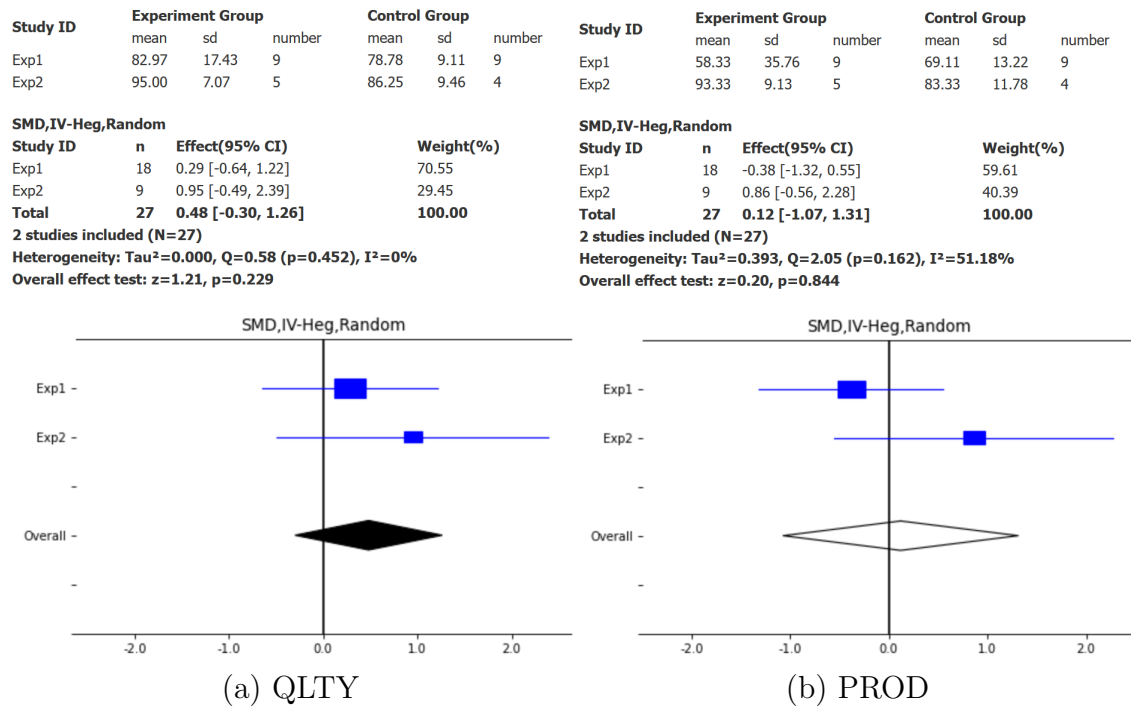 Study ID Experiment Group Control Group
mean sd number mean sd number
Exp1 82.97 17.43 9 78.78 9.11 9
Exp2 95.00 7.07 5 86.25 9.46 4
SMD,IV-Heg,Random
Study ID n Effect(95% CI) Weight(%)
Exp1 18 0.29 [-0.64, 1.22] 70.55
Exp2 9 0.95 [-0.49, 2.39] 29.45
Total 27 0.48 [-0.30, 1.26] 100.00
2 studies included (N=27)
Heterogeneity: Tau²=0.000, Q=0.58 (p=0.452), I²=0%
Overall effect test: z=1.21, p=0.229
SMD,IV-Heg,Random
Exp1
Exp2
Overall
-2.0 -1.0 0.0 1.0 2.0
(a) QLTY
Study ID Experiment Group Control Group
mean sd number mean sd number
Exp1 58.33 35.76 9 69.11 13.22 9
Exp2 93.33 9.13 5 83.33 11.78 4
SMD,IV-Heg,Random
Study ID n Effect(95% CI) Weight(%)
Exp1 18 -0.38 [-1.32, 0.55] 59.61
Exp2 9 0.86 [-0.56, 2.28] 40.39
Total 27 0.12 [-1.07, 1.31] 100.00
2 studies included (N=27)
Heterogeneity: Tau²=0.393, Q=2.05 (p=0.162), I²=51.18%
Overall effect test: z=0.20, p=0.844
SMD,IV-Heg,Random
Exp1
Exp2
Overall
-2.0 -1.0 0.0 1.0 2.0
(b) PROD